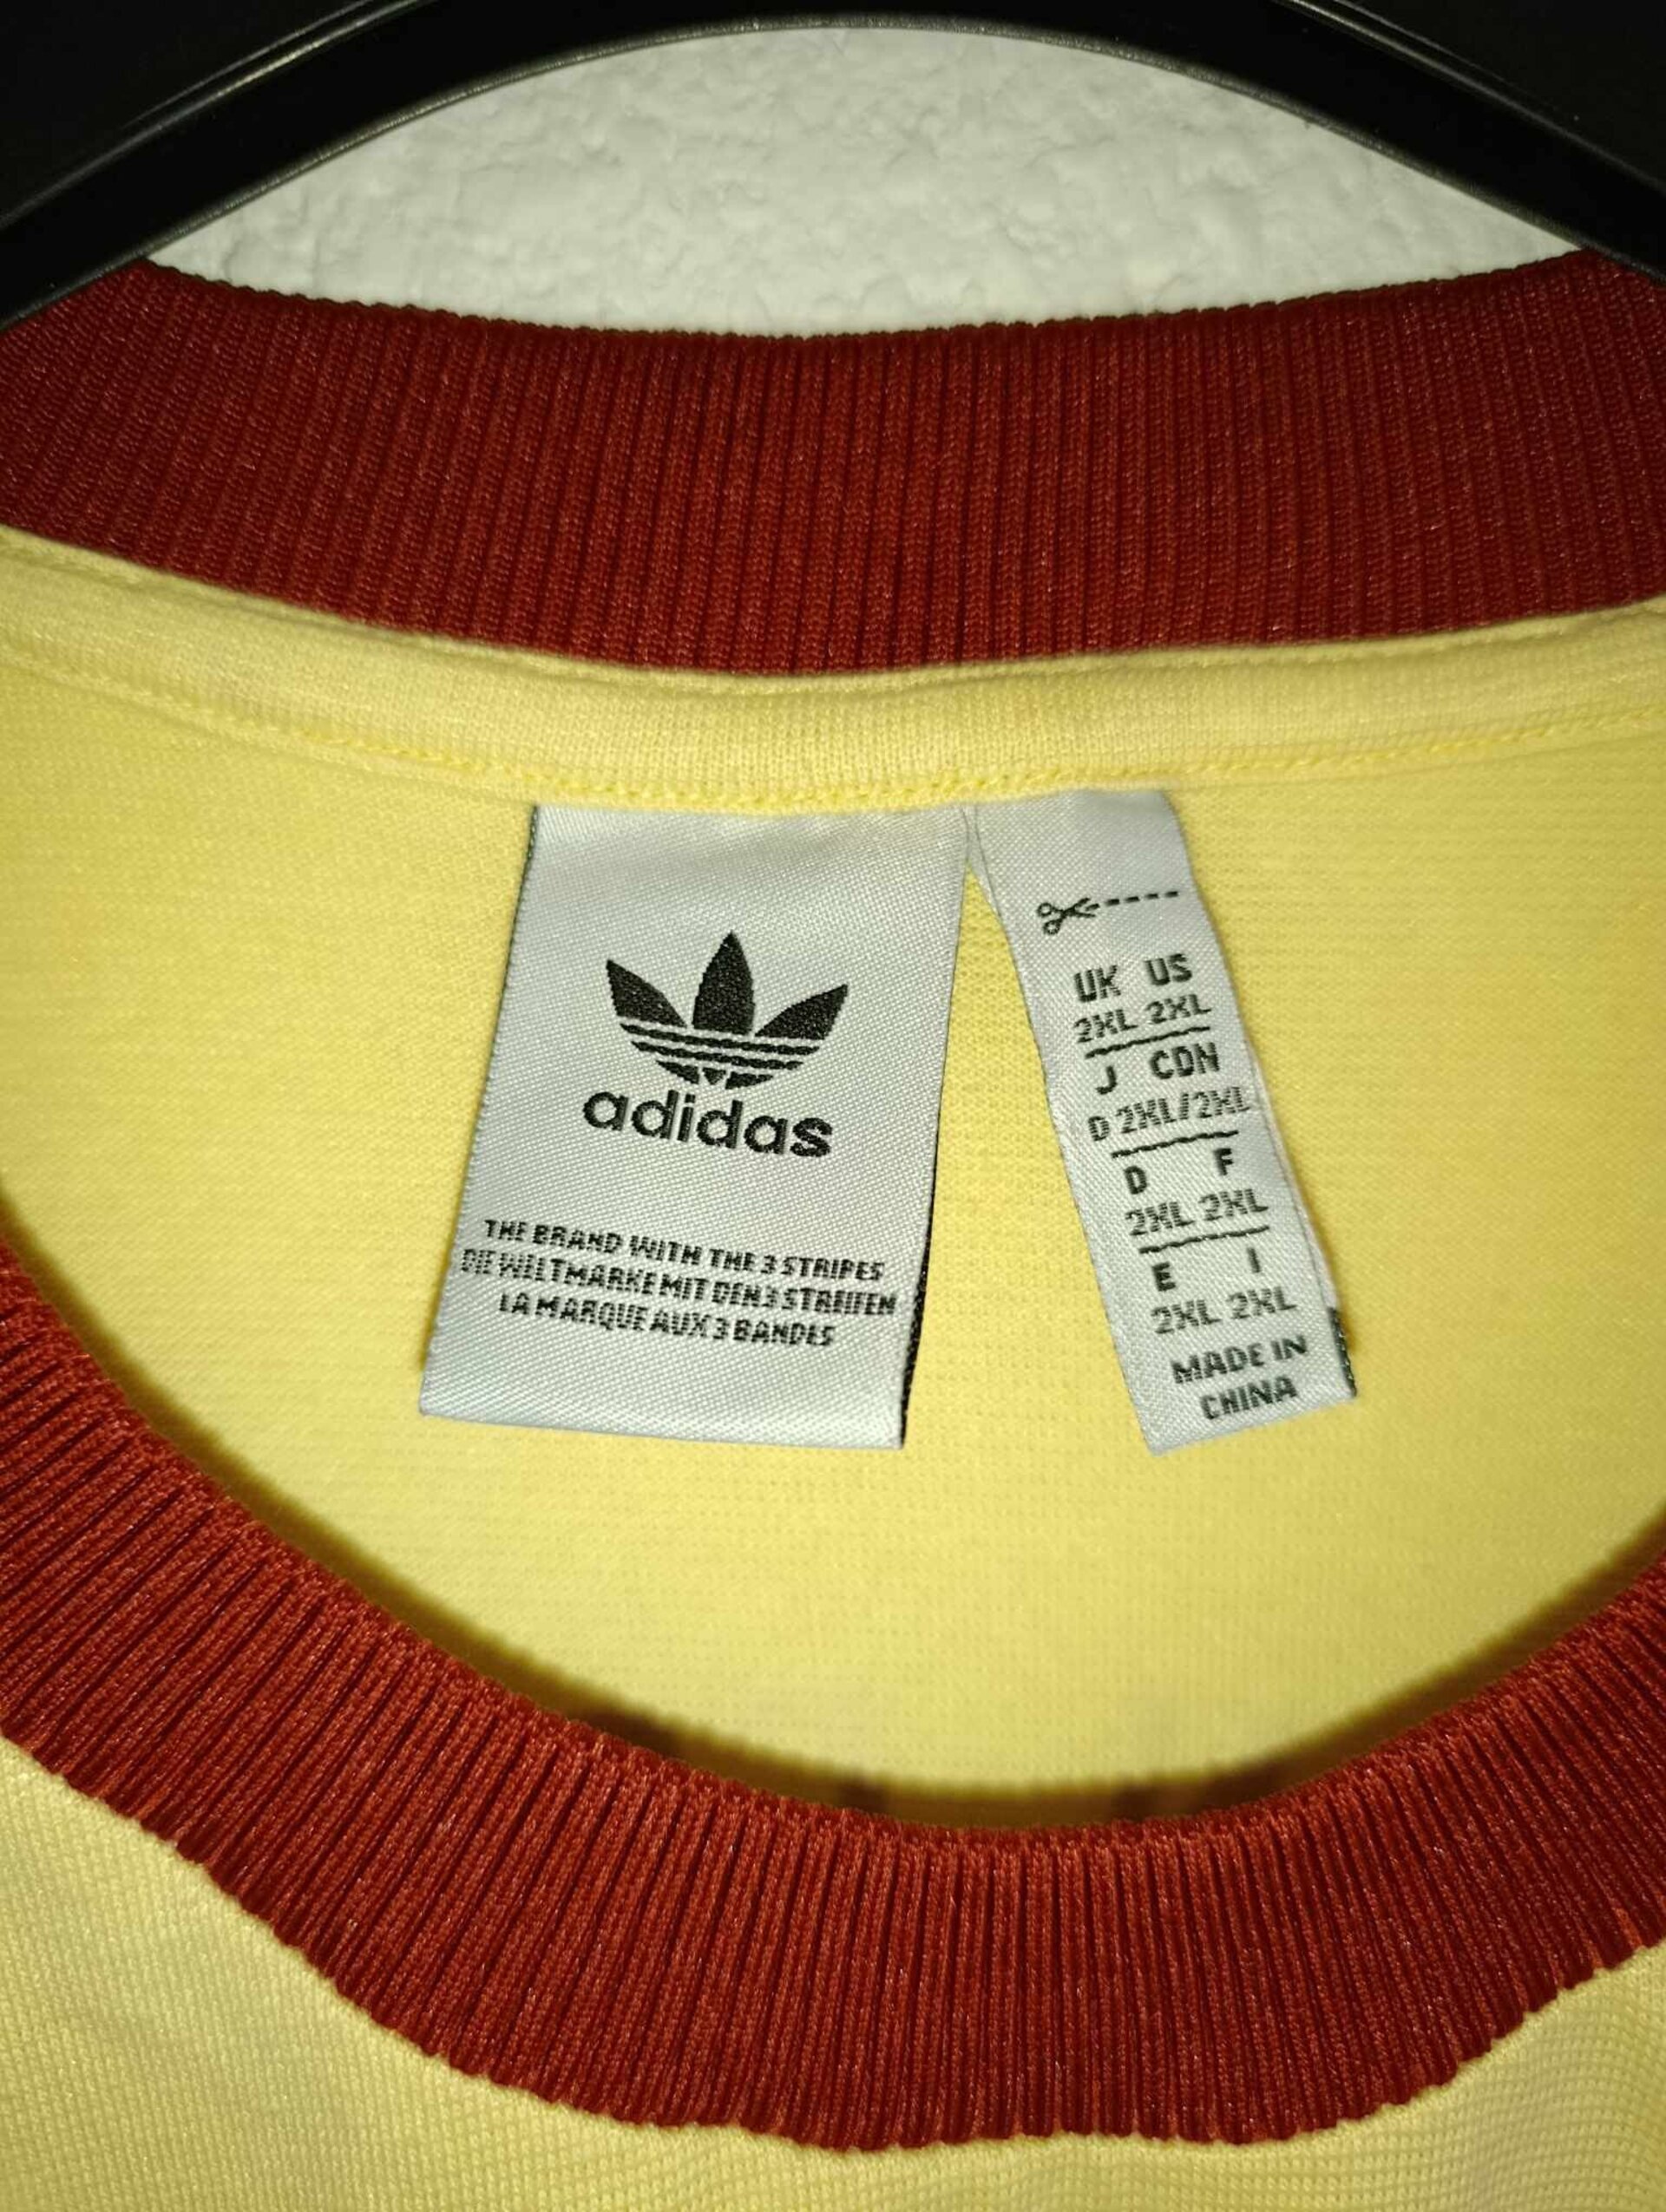 adidas
THE BRAND WITH THE 3 STRIPES
DIE WELTMARKE MIT DEN 3 STREIFEN
LA MARQUE AUX 3 BANDES
UK US
2XL 2XL
J CDN
D 2XL/2XL
D F
2XL 2XL
E I
2XL 2XL
MADE IN
CHINA